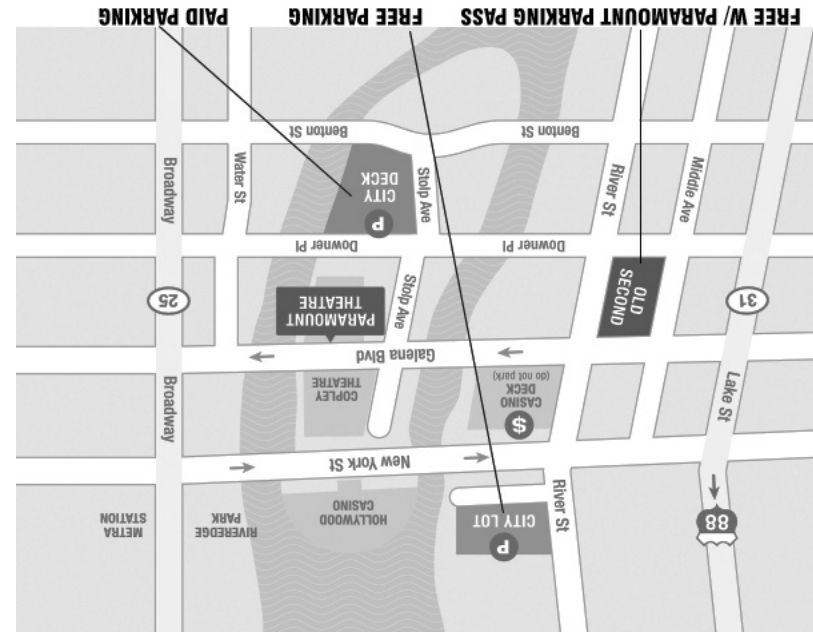 P
88
CITY LOT
HOLLYWOOD
CASINO
RIVEREDGE
PARK
METRA
STATION
River St
New York St
Lake St
$
CASINO
DECK
(do not park)
COPLEY
THEATRE
Broadway
Galena Blvd
31
OLD
SECOND
Stolp Ave
PARAMOUNT
THEATRE
25
Downer Pl
Downer Pl
P
CITY
DECK
Middle Ave
River St
Stolp Ave
Water St
Broadway
Benton St
Benton St
FREE W/ PARAMOUNT PARKING PASS
FREE PARKING
PAID PARKING